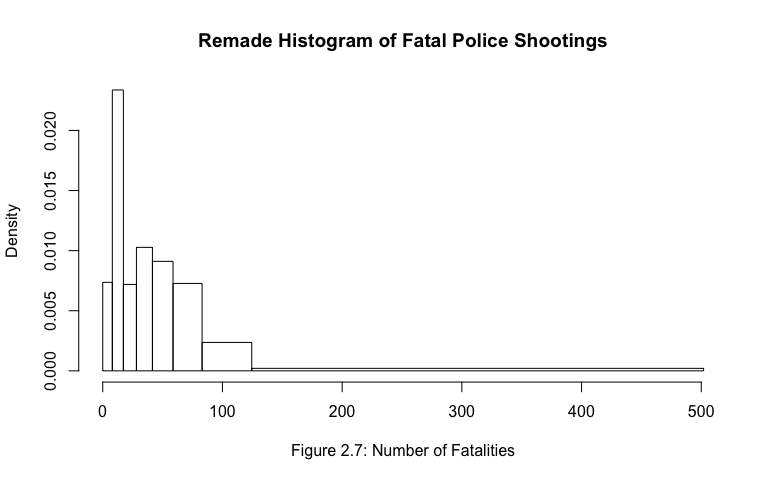 Remade Histogram of Fatal Police Shootings
Density
0.020
0.015
0.010
0.005
0.000
0 100 200 300 400 500
Figure 2.7: Number of Fatalities